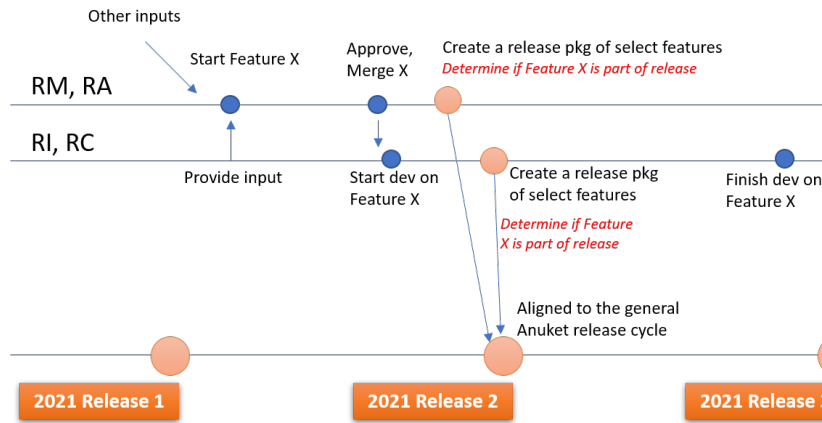 Other inputs
Start Feature X
Approve,
Merge X
Create a release pkg of select features
Determine if Feature X is part of release
RM, RA
RI, RC
Provide input
Start dev on
Feature X
Create a release pkg
of select features
Finish dev on
Feature X
Determine if Feature
X is part of release
Aligned to the general
Anuket release cycle
2021 Release 1
2021 Release 2
2021 Release